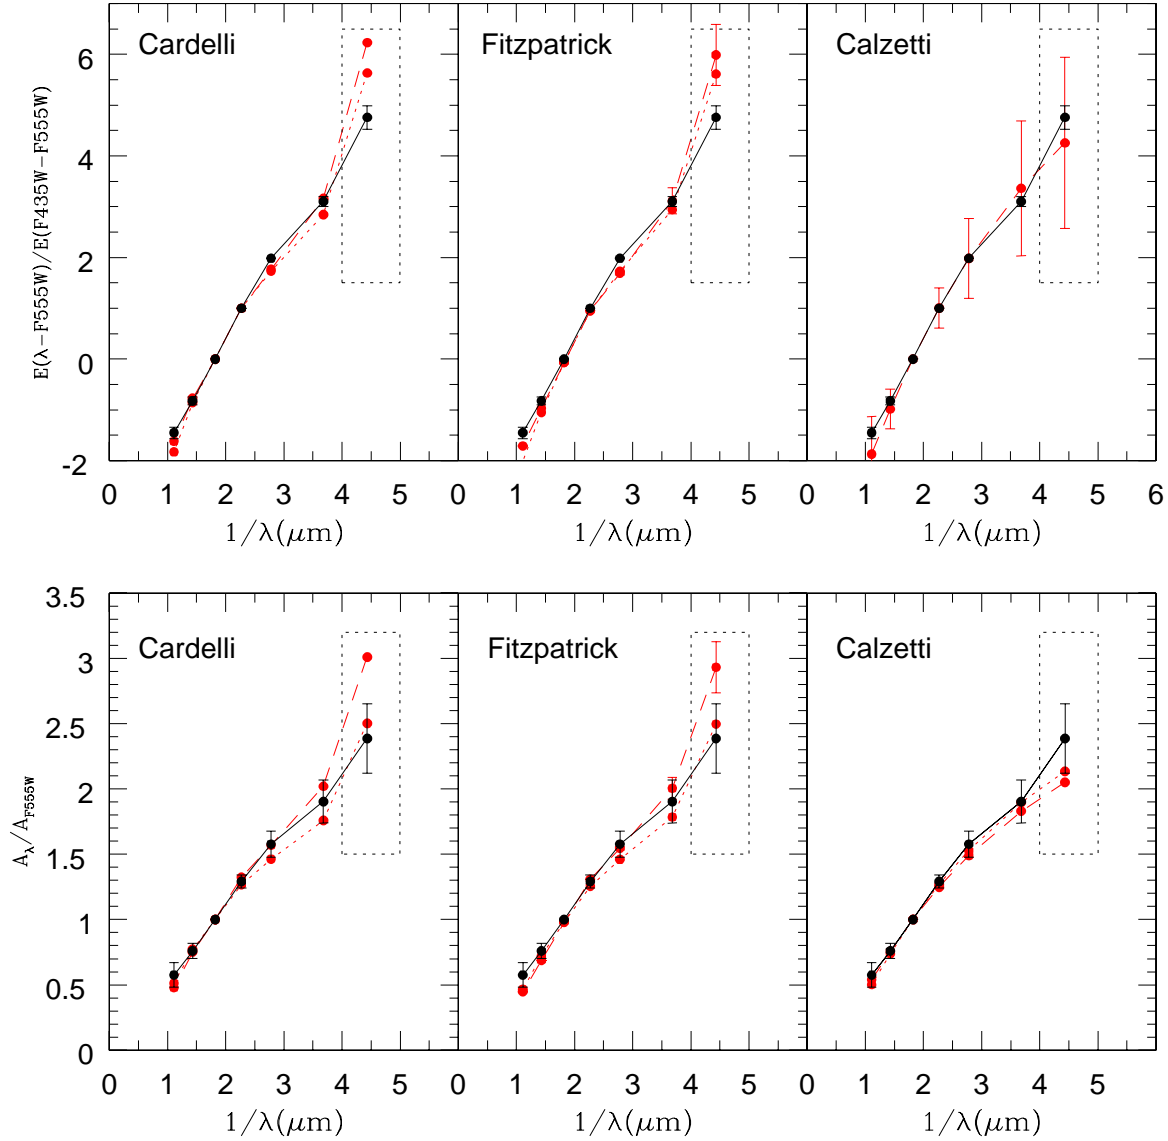 Cardelli Fitzpatrick Calzetti
E(λ−F555W)/E(F435W−F555W)
6
4
2
0
-2
0 1 2 3 4 5 0 1 2 3 4 5 0 1 2 3 4 5 6
1/λ(μm) 1/λ(μm) 1/λ(μm)
Cardelli Fitzpatrick Calzetti
A_λ/A_F555W
3.5
3
2.5
2
1.5
1
0.5
0
0 1 2 3 4 5 0 1 2 3 4 5 0 1 2 3 4 5 6
1/λ(μm) 1/λ(μm) 1/λ(μm)